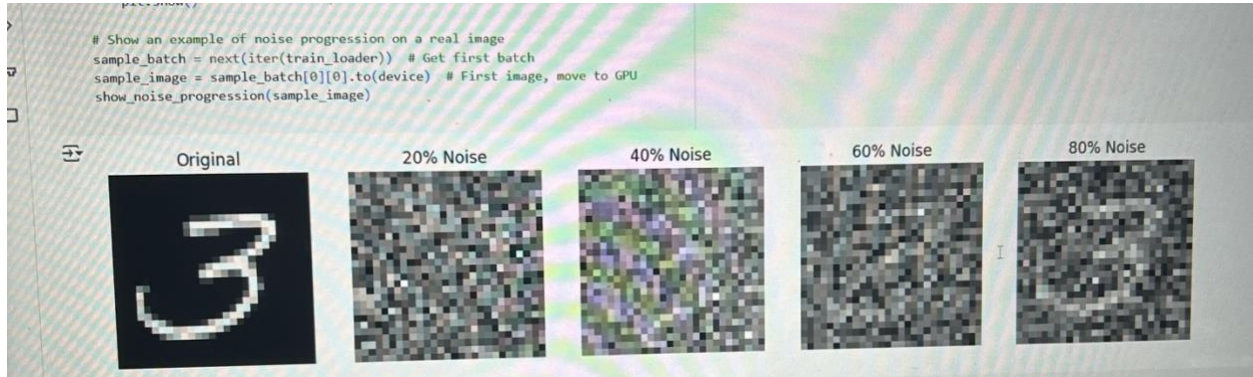 # Show an example of noise progression on a real image
sample_batch = next(iter(train_loader))  # Get first batch
sample_image = sample_batch[0][0].to(device)  # First image, move to GPU
show_noise_progression(sample_image)
Original 20% Noise 40% Noise 60% Noise 80% Noise